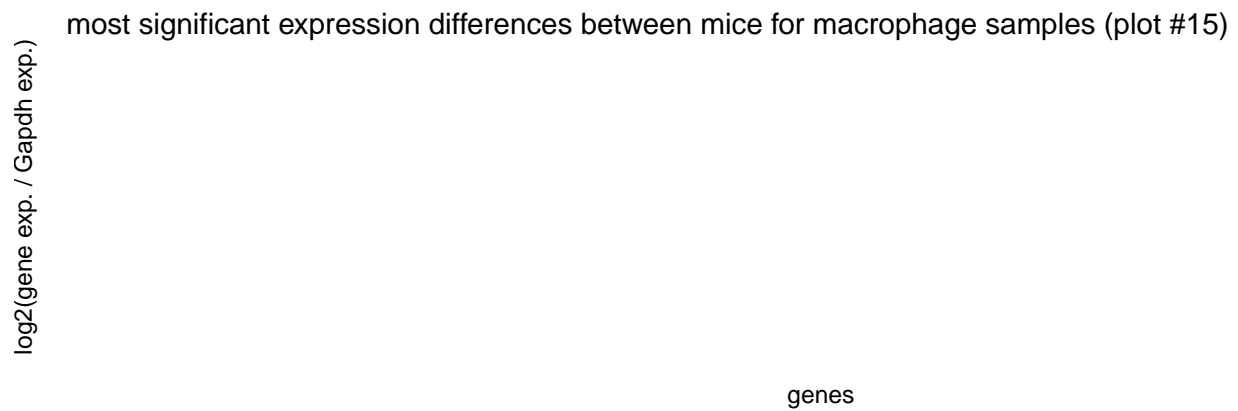 most significant expression differences between mice for macrophage samples (plot #15)
log2(gene exp. / Gapdh exp.)
genes